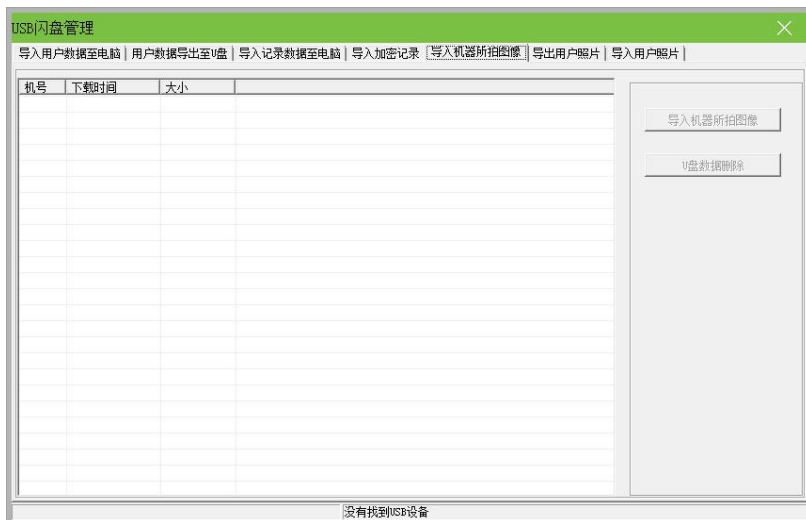 USB闪盘管理
导入用户数据至电脑 用户数据导出至U盘 导入记录数据至电脑 导入加密记录 导入机器所拍图像 导出用户照片 导入用户照片
机号 下载时间 大小
导入机器所拍图像
U盘数据删除
没有找到USB设备